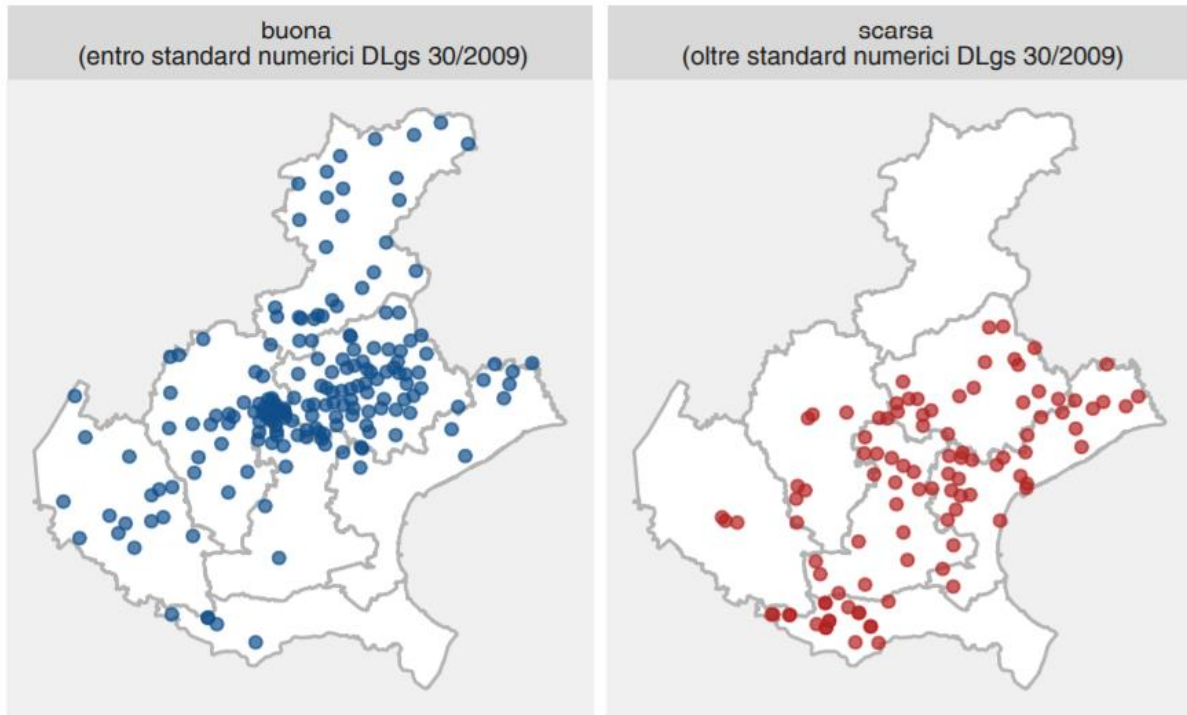 buona
(entro standard numerici DLgs 30/2009)
scarsa
(oltre standard numerici DLgs 30/2009)